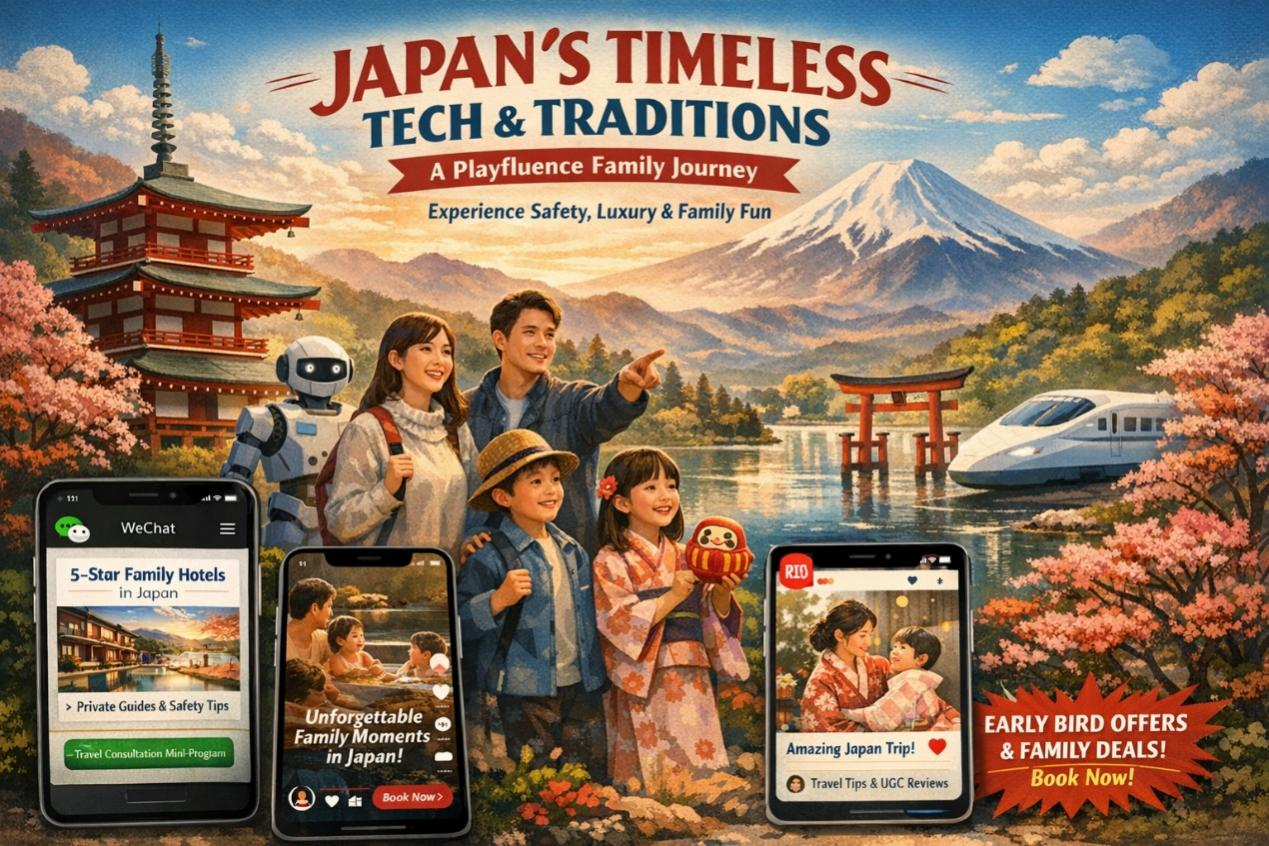 JAPAN'S TIMELESS
TECH & TRADITIONS
A Playfluence Family Journey
Experience Safety, Luxury & Family Fun
WeChat
5-Star Family Hotels
in Japan
> Private Guides & Safety Tips
Travel Consultation Mini-Program
Unforgettable
Family Moments
in Japan!
Book Now >
Amazing Japan Trip!
Travel Tips & UGC Reviews
EARLY BIRD OFFERS
& FAMILY DEALS!
Book Now!